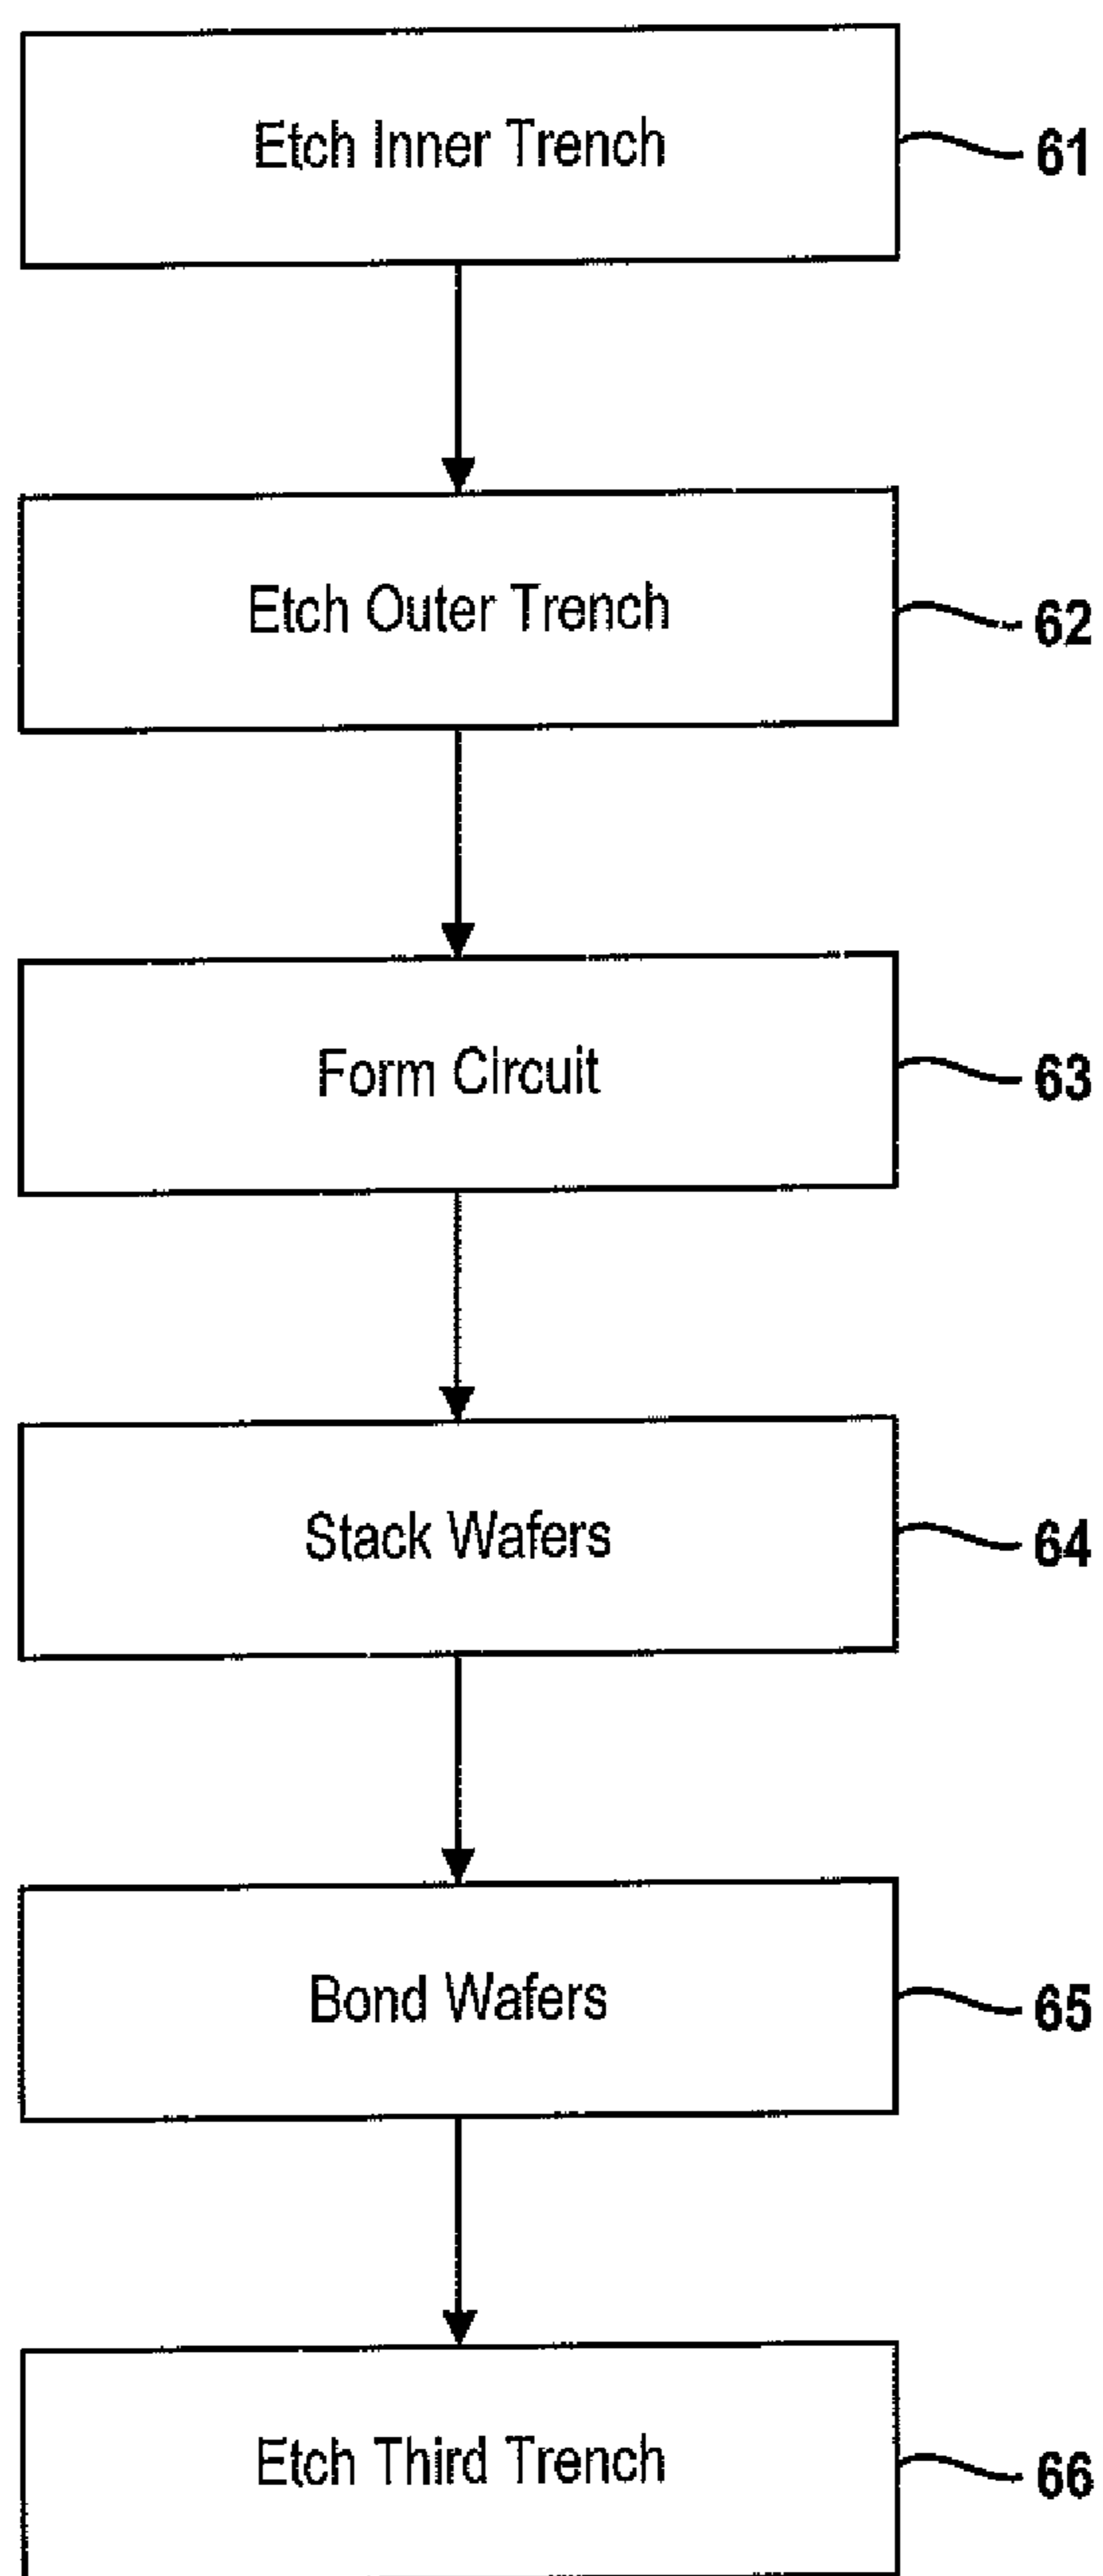 Etch Inner Trench
61
Etch Outer Trench
62
Form Circuit
63
Stack Wafers
64
Bond Wafers
65
Etch Third Trench
66